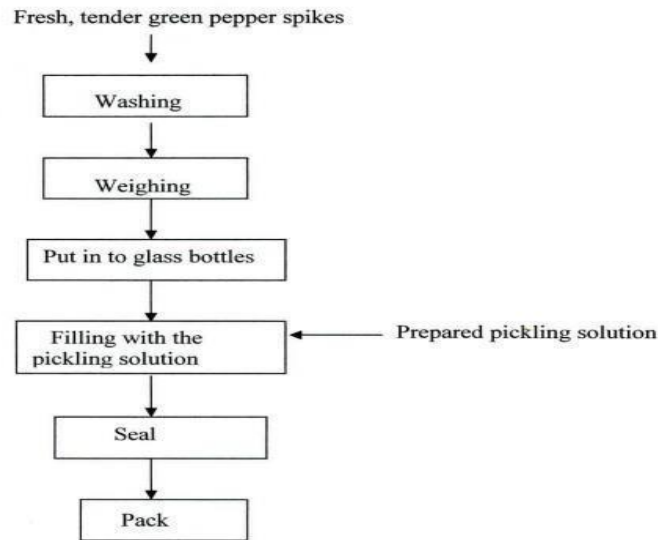 Fresh, tender green pepper spikes
Washing
Weighing
Put in to glass bottles
Filling with the
pickling solution
Prepared pickling solution
Seal
Pack